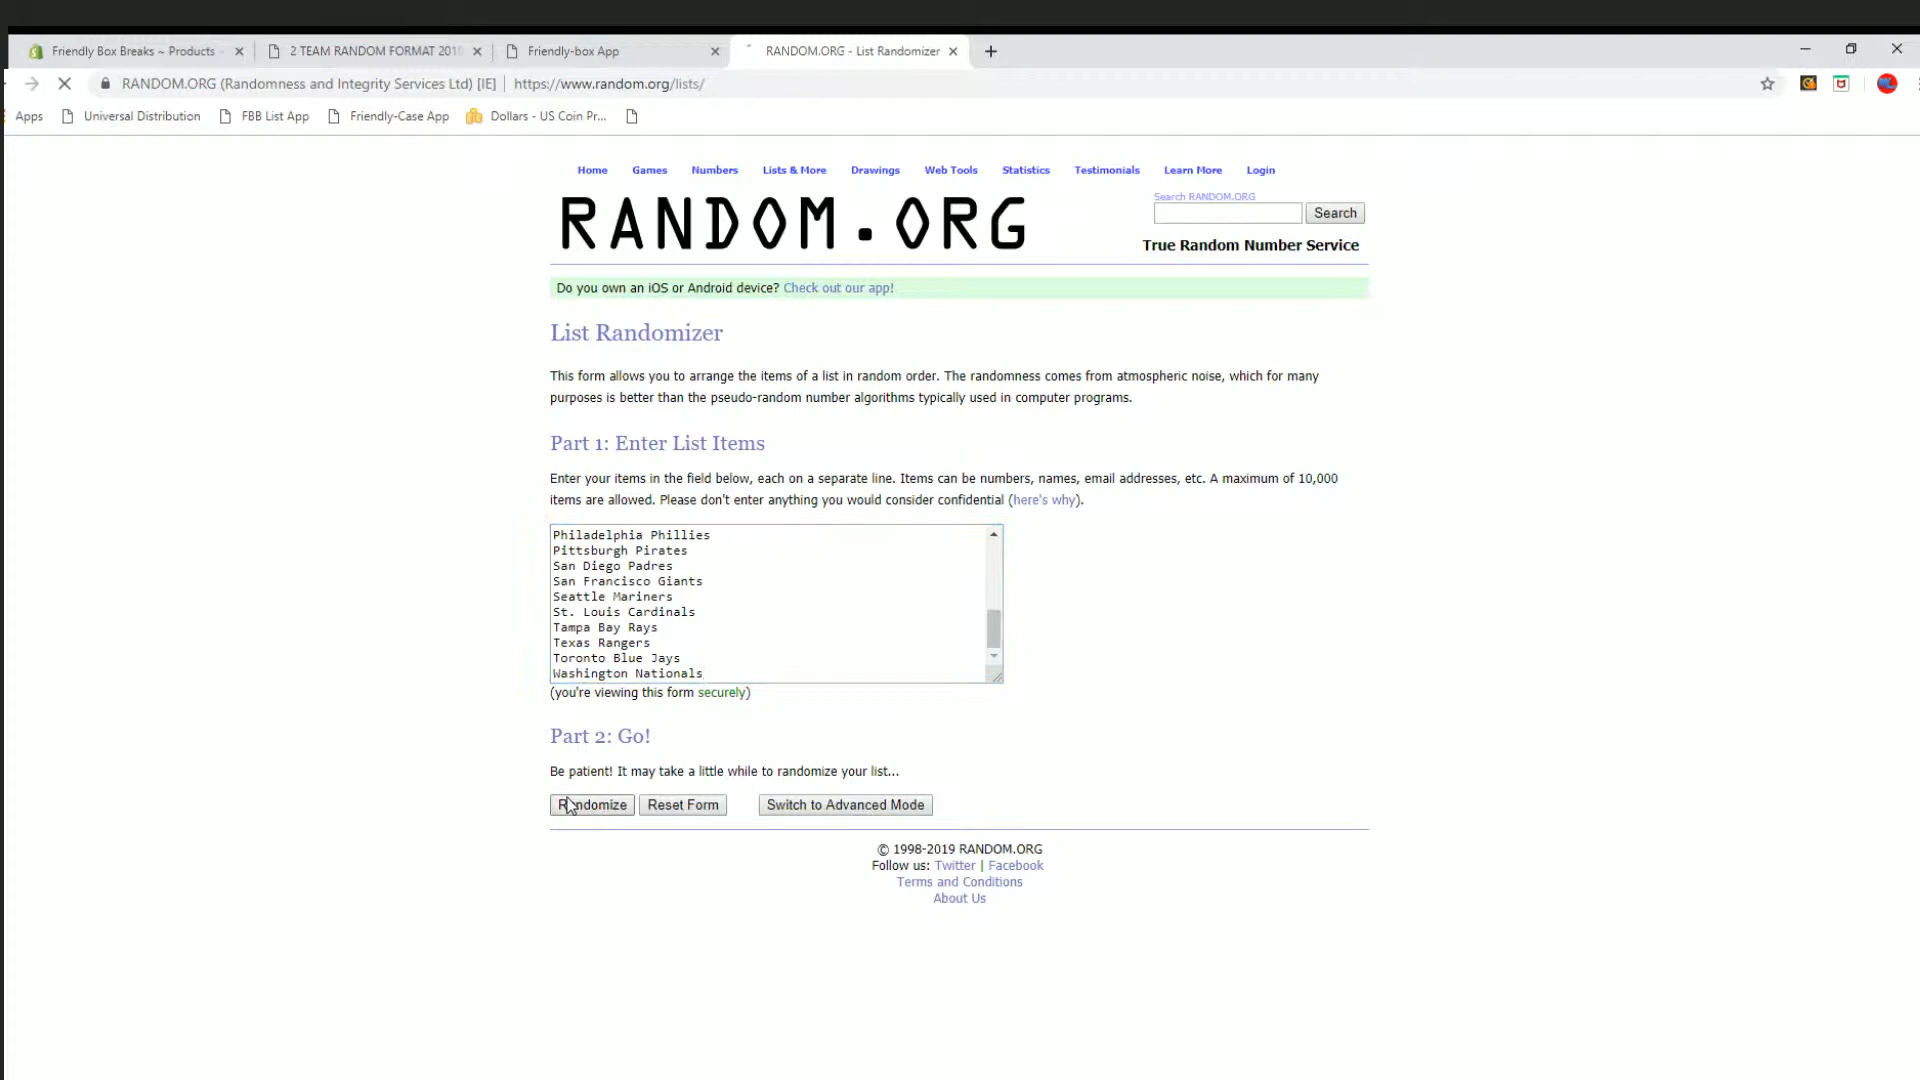 Friendly Box Breaks ~ Products
2 TEAM RANDOM FORMAT 201
Friendly-box App
RANDOM.ORG - List Randomizer
RANDOM.ORG (Randomness and Integrity Services Ltd) [IE] | https://www.random.org/lists/
Apps
Universal Distribution
FBB List App
Friendly-Case App
Dollars - US Coin Pr...
Home Games Numbers Lists & More Drawings Web Tools Statistics Testimonials Learn More Login
RANDOM.ORG
Search RANDOM.ORG
Search
True Random Number Service
Do you own an iOS or Android device? Check out our app!
List Randomizer
This form allows you to arrange the items of a list in random order. The randomness comes from atmospheric noise, which for many
purposes is better than the pseudo-random number algorithms typically used in computer programs.
Part 1: Enter List Items
Enter your items in the field below, each on a separate line. Items can be numbers, names, email addresses, etc. A maximum of 10,000
items are allowed. Please don't enter anything you would consider confidential (here's why).
Philadelphia Phillies
Pittsburgh Pirates
San Diego Padres
San Francisco Giants
Seattle Mariners
St. Louis Cardinals
Tampa Bay Rays
Texas Rangers
Toronto Blue Jays
Washington Nationals
(you're viewing this form securely)
Part 2: Go!
Be patient! It may take a little while to randomize your list...
Randomize
Reset Form
Switch to Advanced Mode
© 1998-2019 RANDOM.ORG
Follow us: Twitter | Facebook
Terms and Conditions
About Us